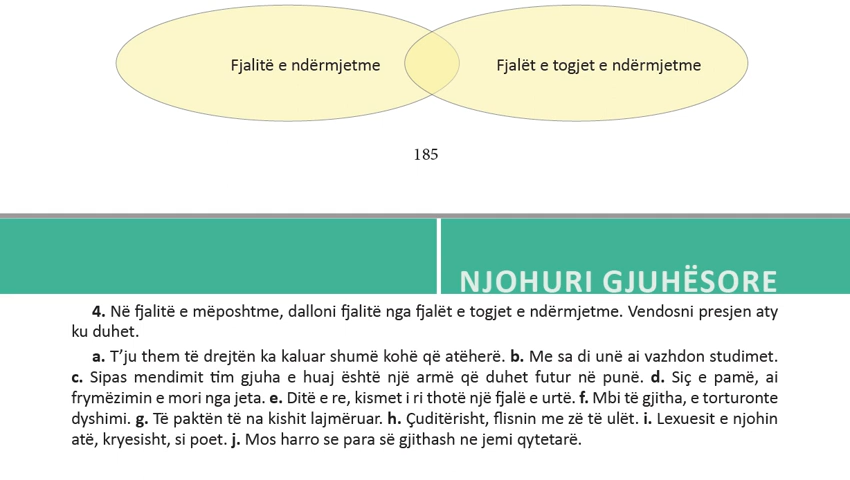 Fjalitë e ndërmjetme
Fjalët e togjet e ndërmjetme
185
NJOHURI GJUHËSORE
4. Në fjalitë e mëposhtme, dalloni fjalitë nga fjalët e togjet e ndërmjetme. Vendosni presjen aty
ku duhet.
a. T’ju them të drejtën ka kaluar shumë kohë që atëherë. b. Me sa di unë ai vazhdon studimet.
c. Sipas mendimit tim gjuha e huaj është një armë që duhet futur në punë. d. Siç e pamë, ai
frymëzimin e mori nga jeta. e. Ditë e re, kismet i ri thotë një fjalë e urtë. f. Mbi të gjitha, e torturonte
dyshimi. g. Të paktën të na kishit lajmëruar. h. Çuditërisht, flisnin me zë të ulët. i. Lexuesit e njohin
atë, kryesisht, si poet. j. Mos harro se para së gjithash ne jemi qytetarë.